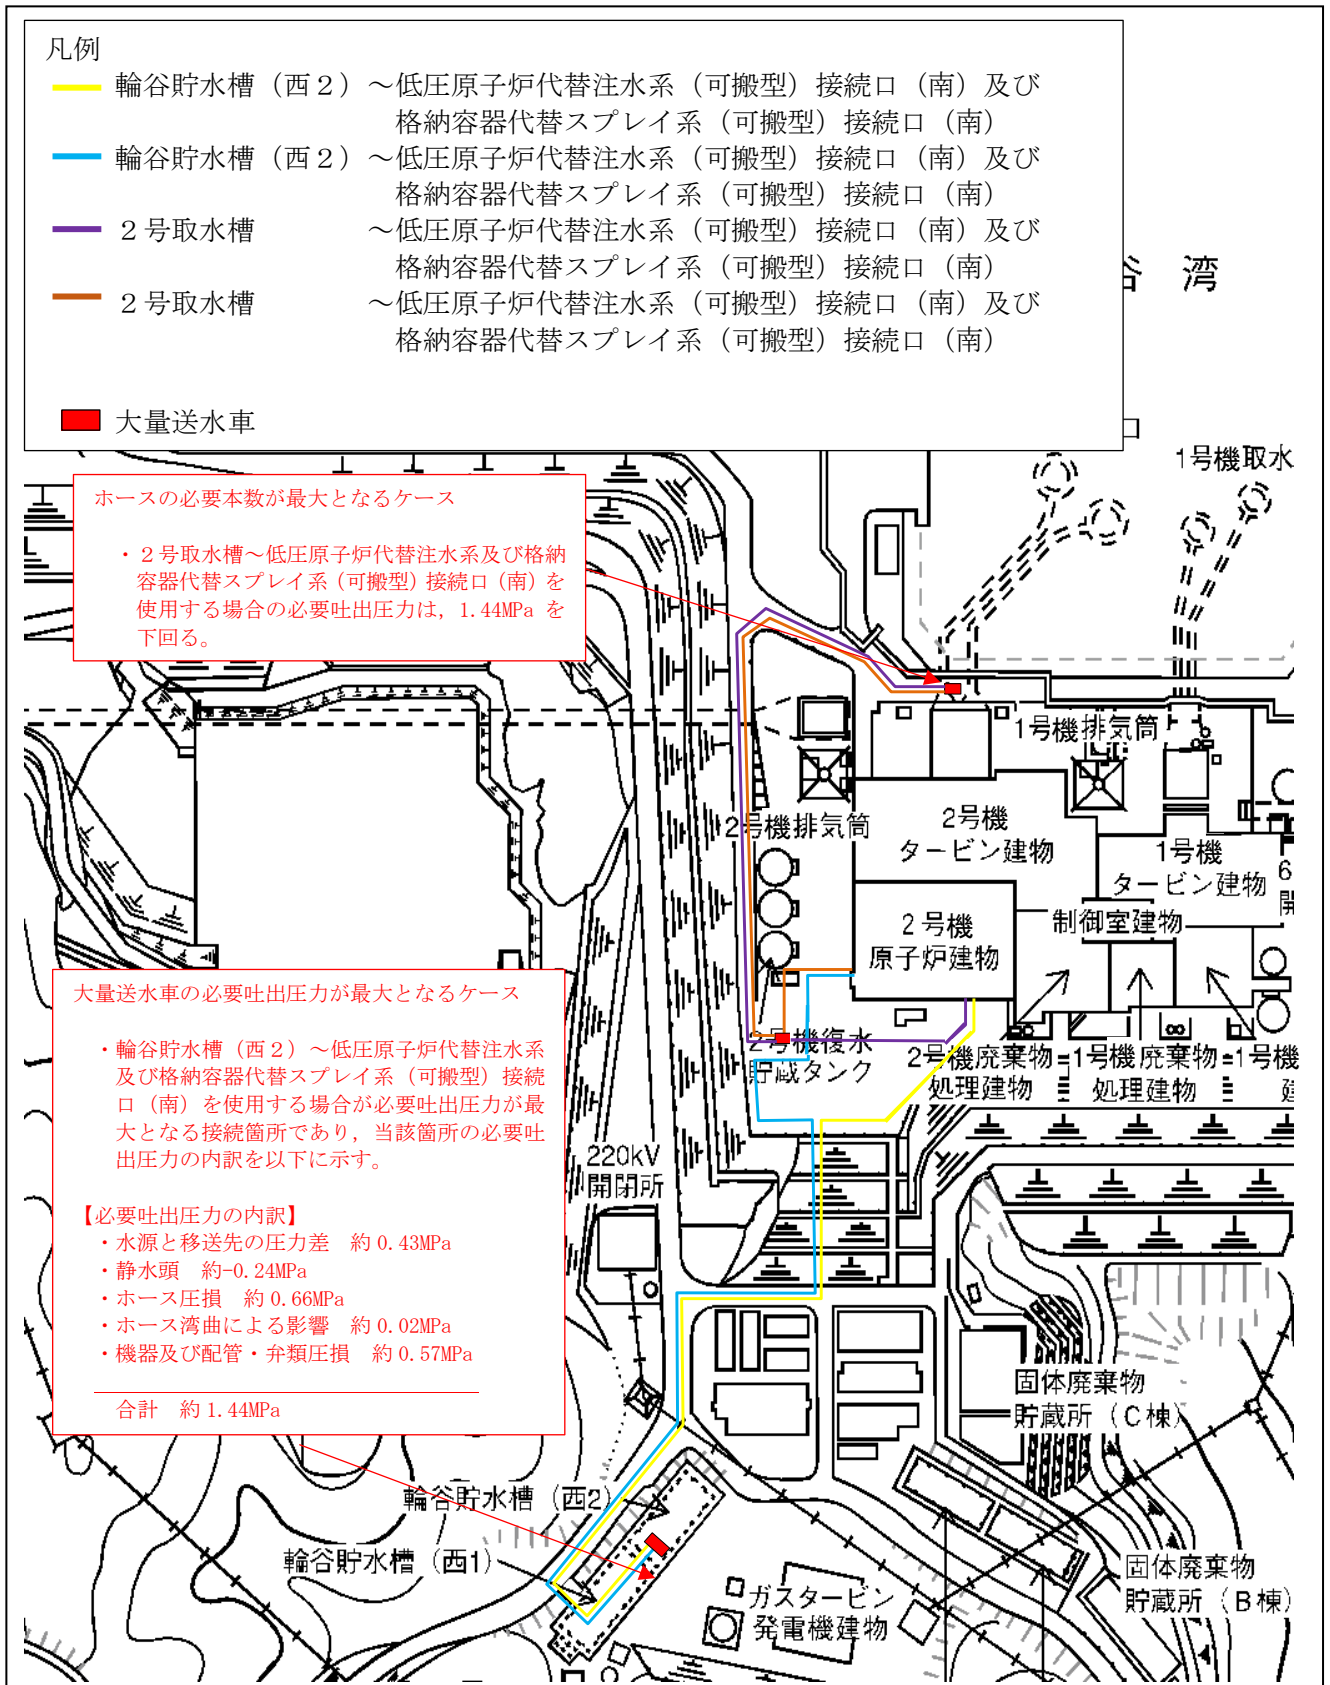 凡例
輪谷貯水槽（西２）～低圧原子炉代替注水系（可搬型）接続口（南）及び
格納容器代替スプレイ系（可搬型）接続口（南）
輪谷貯水槽（西２）～低圧原子炉代替注水系（可搬型）接続口（南）及び
格納容器代替スプレイ系（可搬型）接続口（南）
２号取水槽　　　　～低圧原子炉代替注水系（可搬型）接続口（南）及び
格納容器代替スプレイ系（可搬型）接続口（南）
２号取水槽　　　　～低圧原子炉代替注水系（可搬型）接続口（南）及び
格納容器代替スプレイ系（可搬型）接続口（南）
大量送水車
湾
1号機取水
ホースの必要本数が最大となるケース
・２号取水槽～低圧原子炉代替注水系及び格納
容器代替スプレイ系（可搬型）接続口（南）を
使用する場合の必要吐出圧力は，1.44MPa を
下回る。
1号機排気筒
2号機排気筒
2号機
タービン建物
1号機
タービン建物
6
開
制御室建物
２号機
原子炉建物
2号機復水
貯蔵タンク
2号機廃棄物
処理建物
1号機廃棄物
処理建物
1号機
大量送水車の必要吐出圧力が最大となるケース
・輪谷貯水槽（西２）～低圧原子炉代替注水系
及び格納容器代替スプレイ系（可搬型）接続
口（南）を使用する場合が必要吐出圧力が最
大となる接続箇所であり，当該箇所の必要吐
出圧力の内訳を以下に示す。
【必要吐出圧力の内訳】
・水源と移送先の圧力差　約 0.43MPa
・静水頭　約-0.24MPa
・ホース圧損　約 0.66MPa
・ホース湾曲による影響　約 0.02MPa
・機器及び配管・弁類圧損　約 0.57MPa
合計　約 1.44MPa
220kV
開閉所
固体廃棄物
貯蔵所（C棟）
輪谷貯水槽（西2）
輪谷貯水槽（西1）
ガスタービン
発電機建物
固体廃棄物
貯蔵所（B棟）